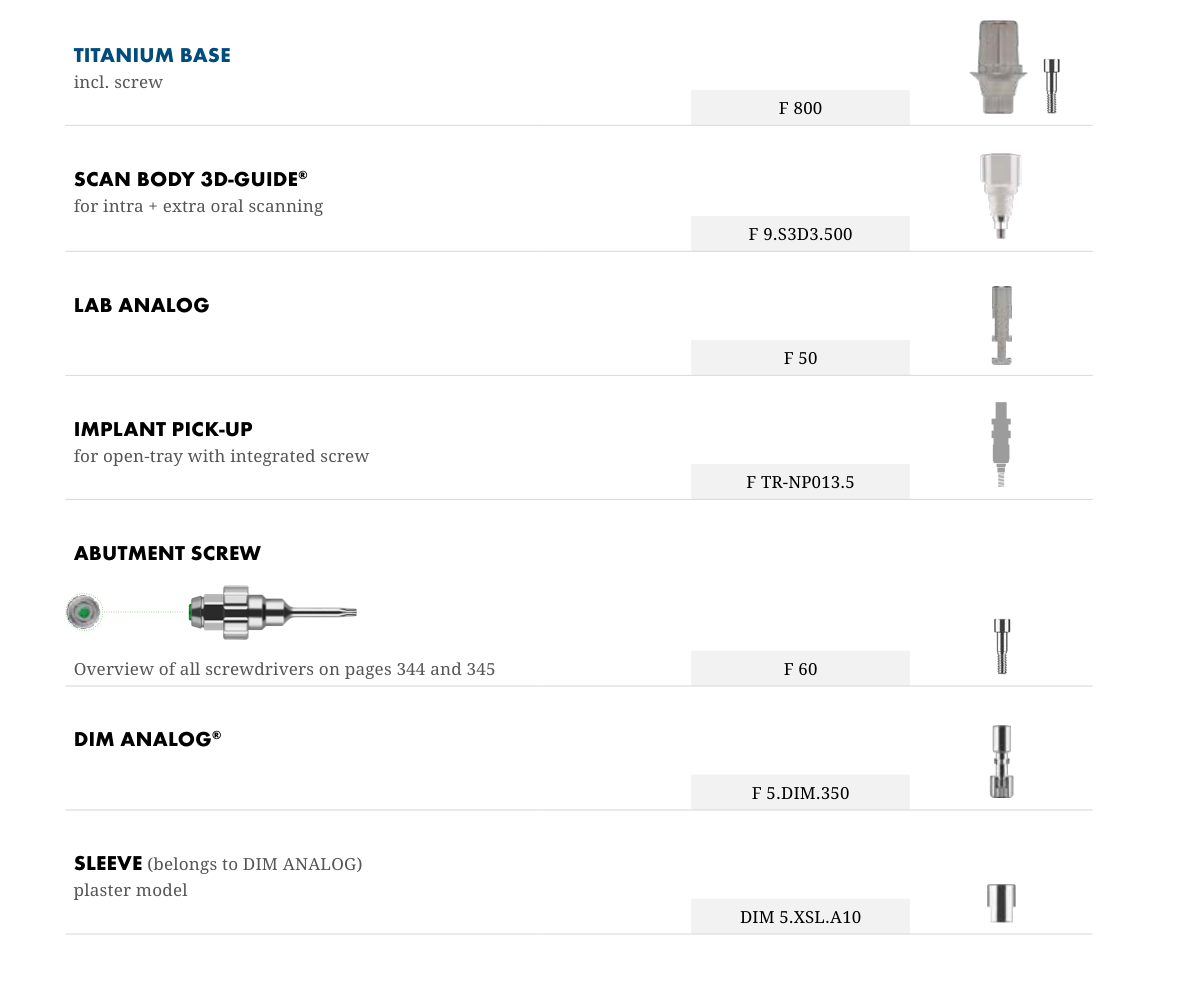 TITANIUM BASE
incl. screw
F 800
SCAN BODY 3D-GUIDE®
for intra + extra oral scanning
F 9.S3D3.500
LAB ANALOG
F 50
IMPLANT PICK-UP
for open-tray with integrated screw
F TR-NP013.5
ABUTMENT SCREW
Overview of all screwdrivers on pages 344 and 345
F 60
DIM ANALOG®
F 5.DIM.350
SLEEVE (belongs to DIM ANALOG)
plaster model
DIM 5.XSL.A10